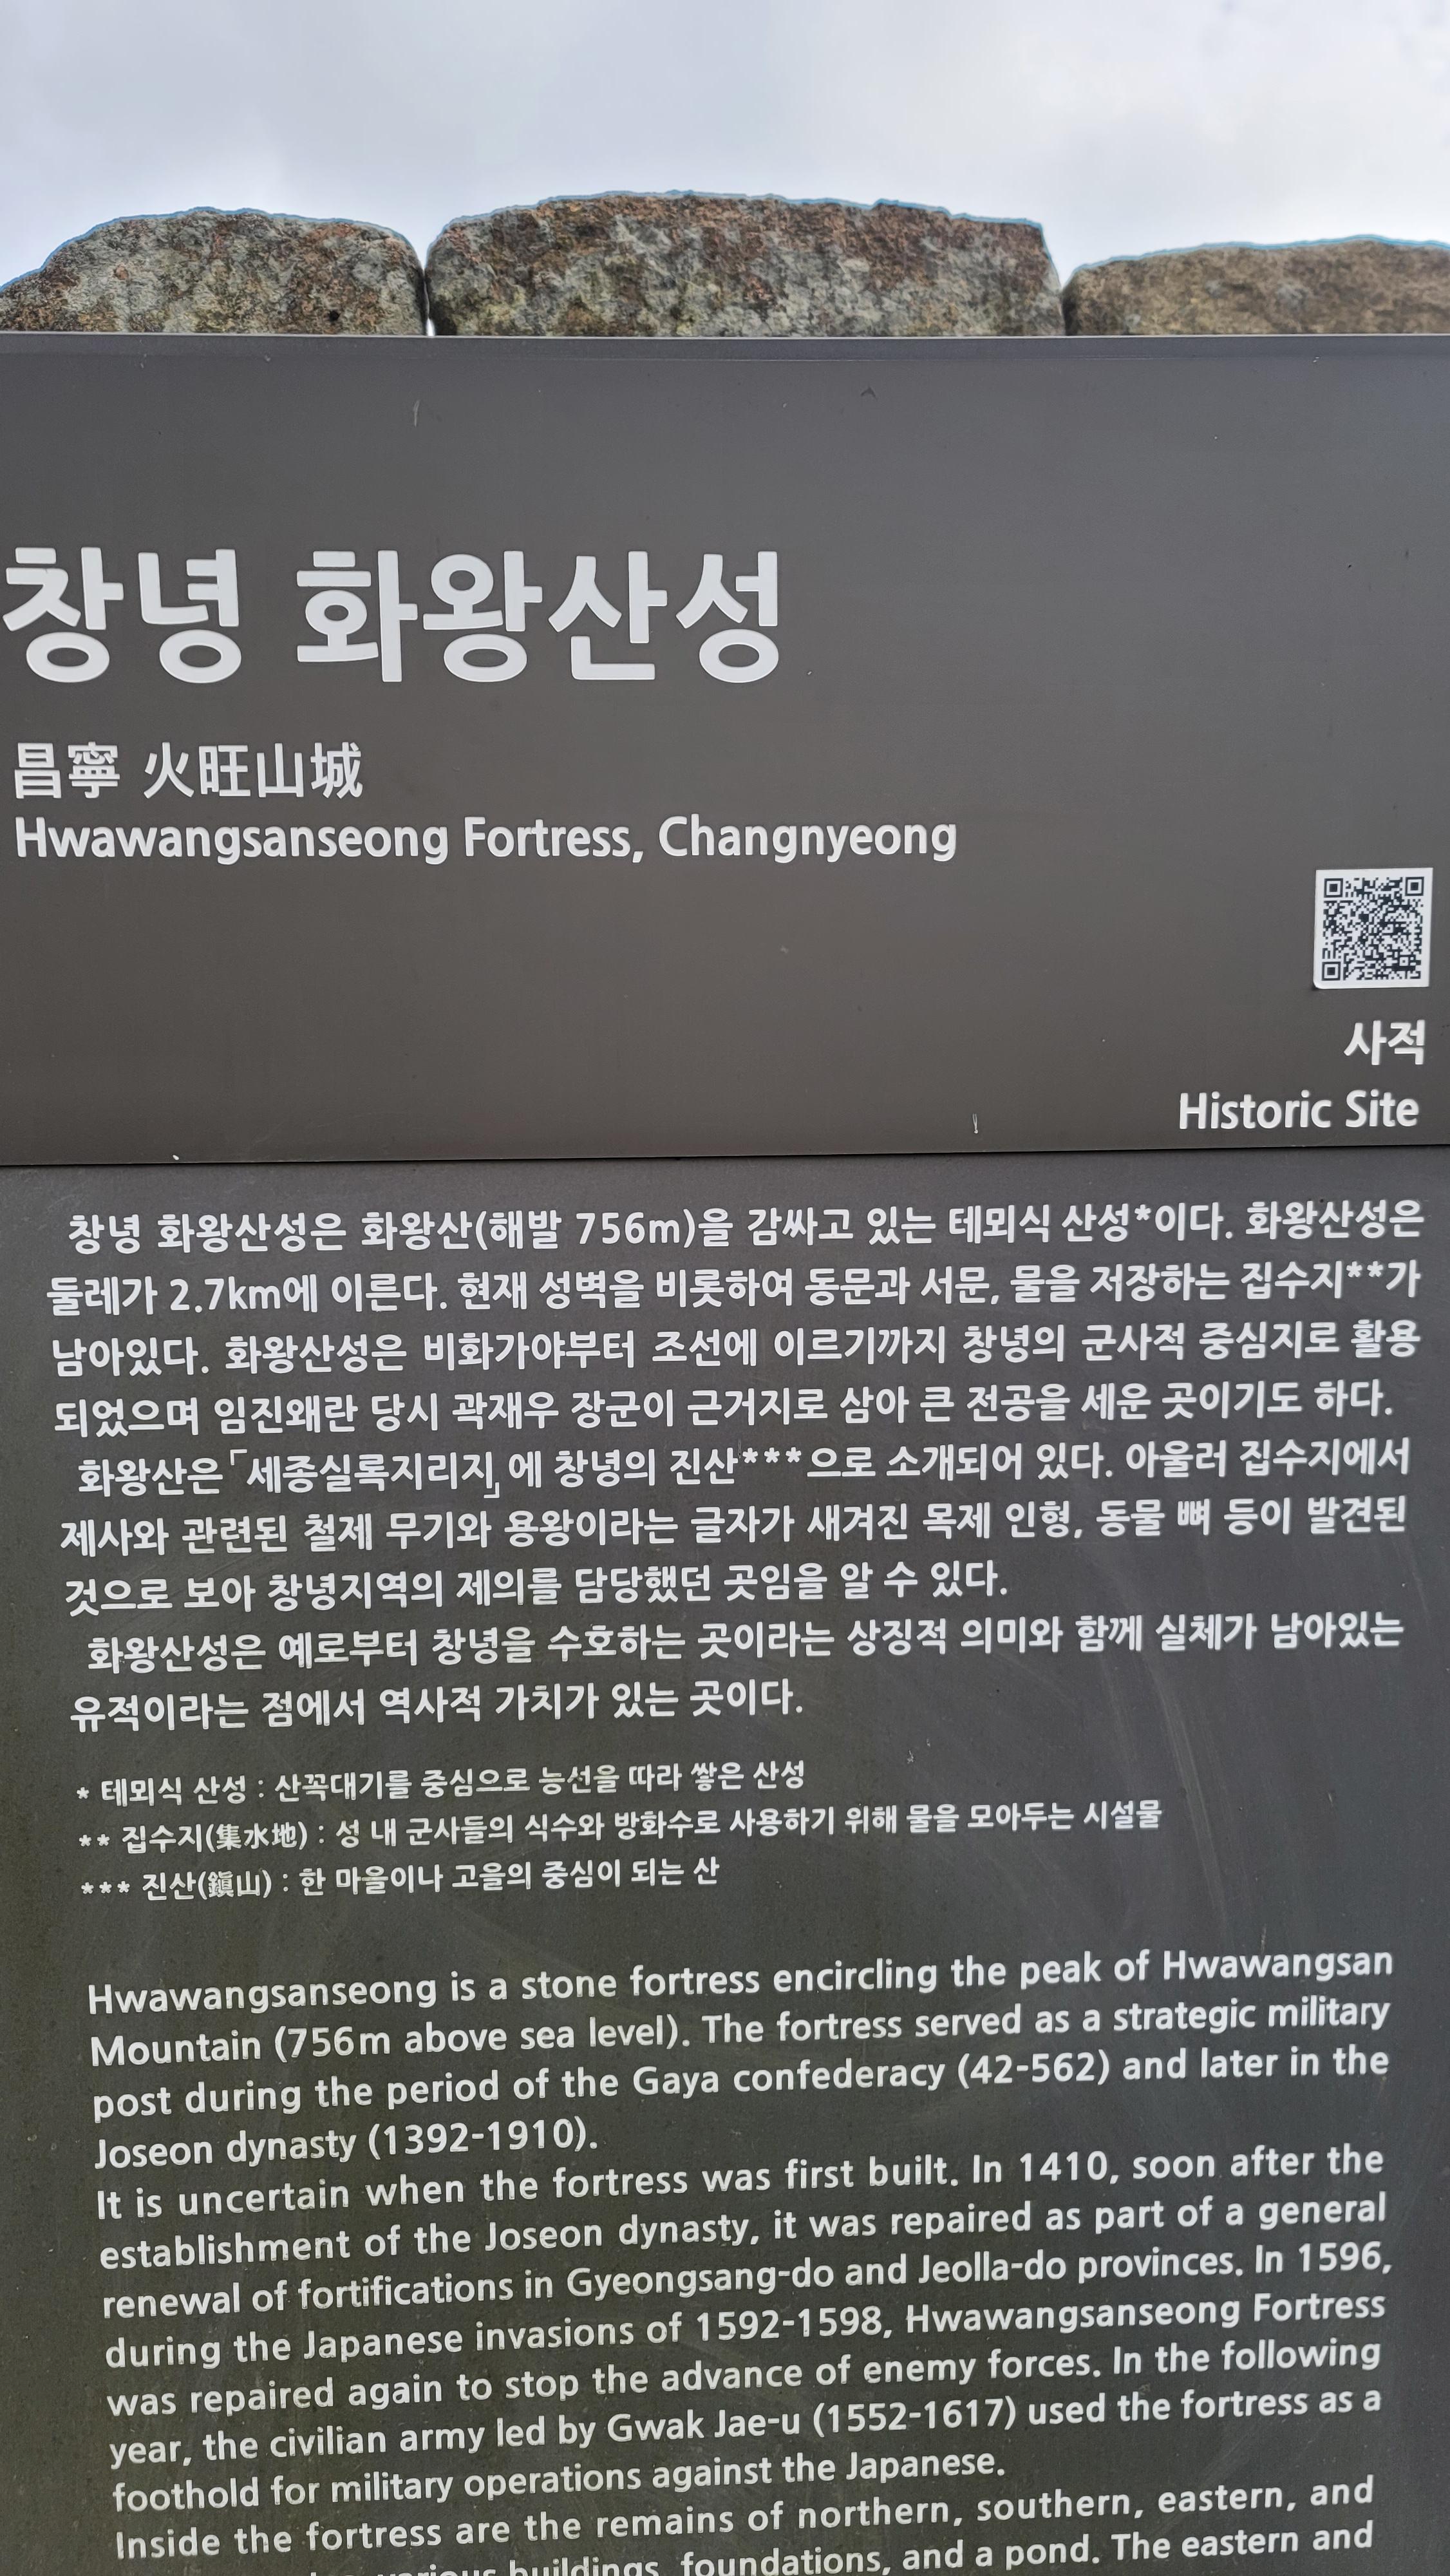 창녕 화왕산성
昌寧 火旺山城
Hwawangsanseong Fortress, Changnyeong
사적
Historic Site
창녕 화왕산성은 화왕산(해발 756m)을 감싸고 있는 테뫼식 산성*이다. 화왕산성은
둘레가 2.7km에 이른다. 현재 성벽을 비롯하여 동문과 서문, 물을 저장하는 집수지**가
남아있다. 화왕산성은 비화가야부터 조선에 이르기까지 창녕의 군사적 중심지로 활용
되었으며 임진왜란 당시 곽재우 장군이 근거지로 삼아 큰 전공을 세운 곳이기도 하다.
화왕산은「세종실록지리지」에 창녕의 진산***으로 소개되어 있다. 아울러 집수지에서
제사와 관련된 철제 무기와 용왕이라는 글자가 새겨진 목제 인형, 동물 뼈 등이 발견된
것으로 보아 창녕지역의 제의를 담당했던 곳임을 알 수 있다.
화왕산성은 예로부터 창녕을 수호하는 곳이라는 상징적 의미와 함께 실체가 남아있는
유적이라는 점에서 역사적 가치가 있는 곳이다.
* 테뫼식 산성 : 산꼭대기를 중심으로 능선을 따라 쌓은 산성
** 집수지(集水地) : 성 내 군사들의 식수와 방화수로 사용하기 위해 물을 모아두는 시설물
*** 진산(鎭山) : 한 마을이나 고을의 중심이 되는 산
Hwawangsanseong is a stone fortress encircling the peak of Hwawangsan
Mountain (756m above sea level). The fortress served as a strategic military
post during the period of the Gaya confederacy (42-562) and later in the
Joseon dynasty (1392-1910).
It is uncertain when the fortress was first built. In 1410, soon after the
establishment of the Joseon dynasty, it was repaired as part of a general
renewal of fortifications in Gyeongsang-do and Jeolla-do provinces. In 1596,
during the Japanese invasions of 1592-1598, Hwawangsanseong Fortress
was repaired again to stop the advance of enemy forces. In the following
year, the civilian army led by Gwak Jae-u (1552-1617) used the fortress as a
foothold for military operations against the Japanese.
Inside the fortress are the remains of northern, southern, eastern, and
various buildings, foundations, and a pond. The eastern and